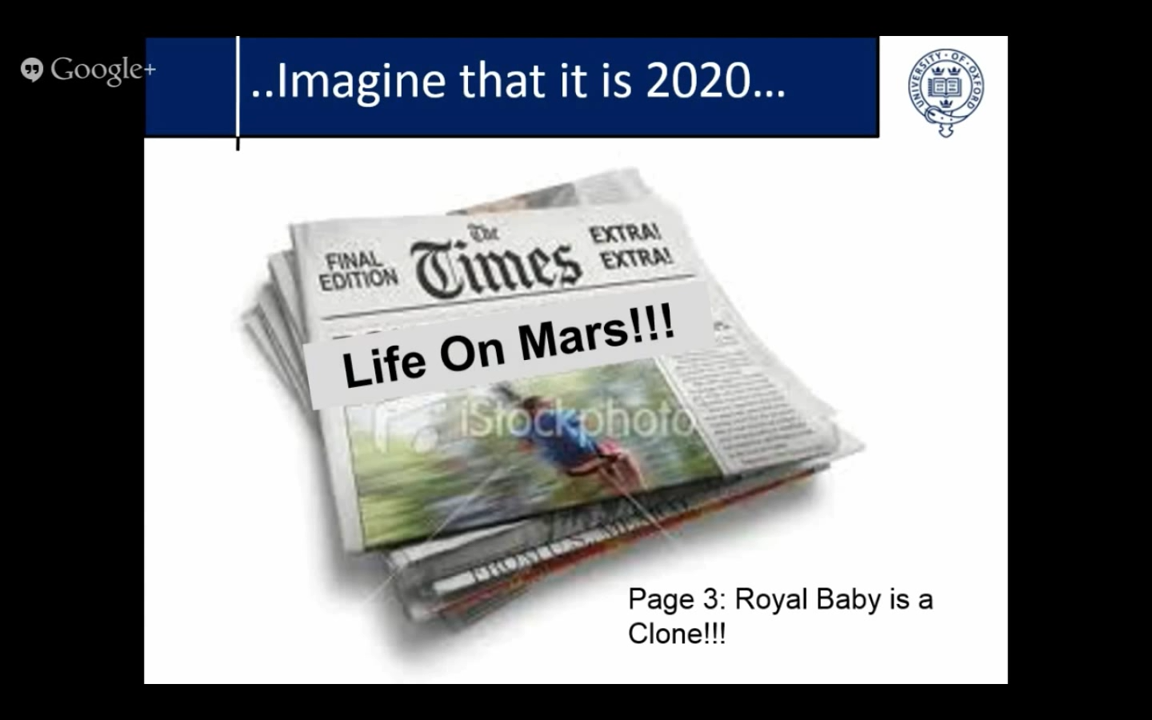 Google+
..Imagine that it is 2020...
UNIVERSITY OF OXFORD
The
Times
FINAL
EDITION
EXTRA!
EXTRA!
Life On Mars!!!
iStockphoto
FROM U.S.
Page 3: Royal Baby is a
Clone!!!